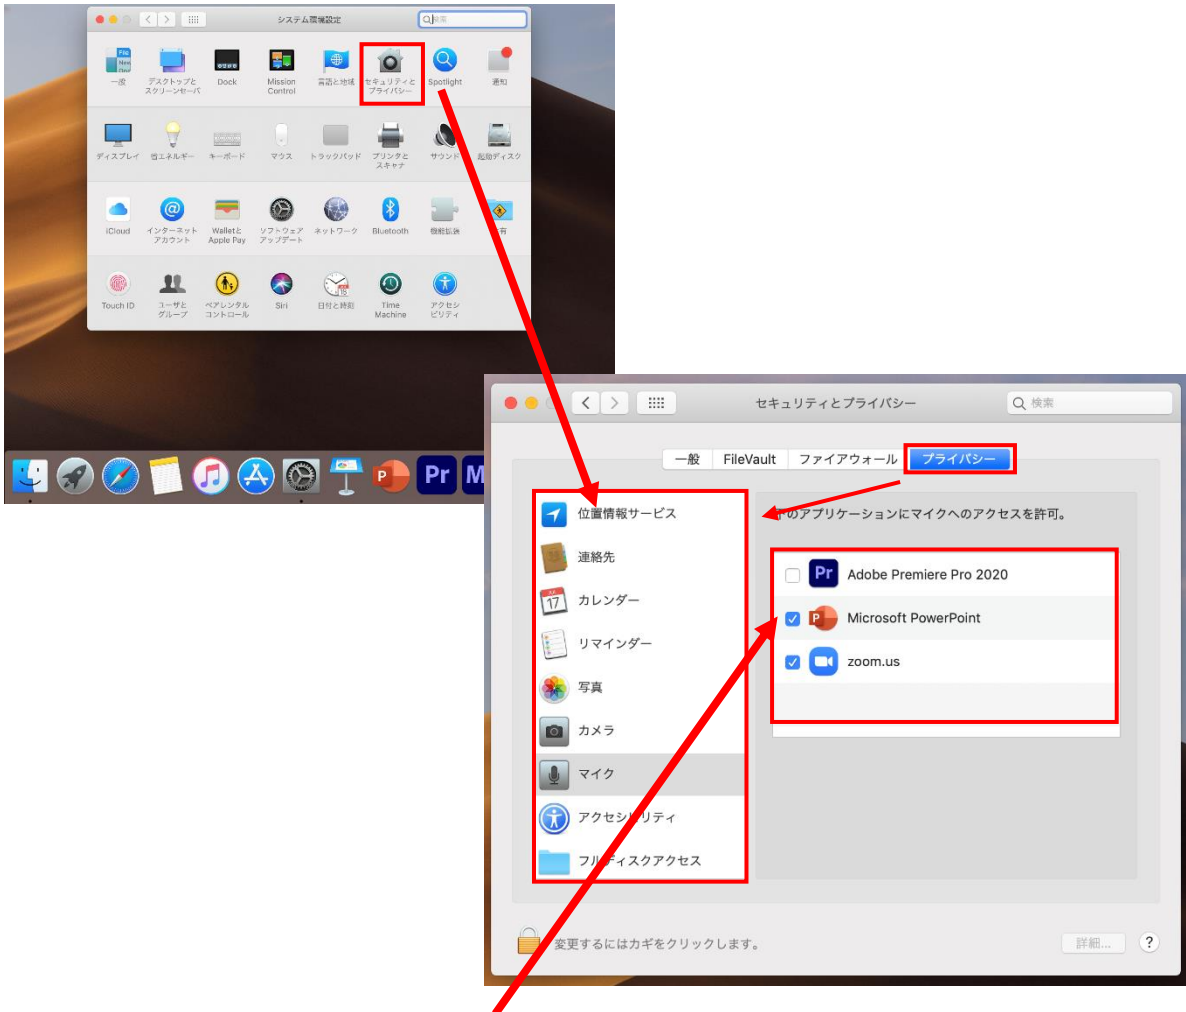 システム環境設定
検索
File
New
一般
デスクトップと
スクリーンセーバ
Dock
Mission
Control
言語と地域
セキュリティと
プライバシー
Spotlight
通知
ディスプレイ
省エネルギー
キーボード
マウス
トラックパッド
プリンタと
スキャナ
サウンド
起動ディスク
iCloud
インターネット
アカウント
Walletと
Apple Pay
ソフトウェア
アップデート
ネットワーク
Bluetooth
機能拡張
有
Touch ID
ユーザと
グループ
ペアレンタル
コントロール
Siri
日付と時刻
Time
Machine
アクセシ
ビリティ
P
Pr
M
セキュリティとプライバシー
検索
一般
FileVault
ファイアウォール
プライバシー
位置情報サービス
連絡先
17
カレンダー
リマインダー
写真
カメラ
マイク
アクセシビリティ
フルディスクアクセス
下のアプリケーションにマイクへのアクセスを許可。
Pr
Adobe Premiere Pro 2020
P
Microsoft PowerPoint
zoom.us
変更するにはカギをクリックします。
詳細...
?